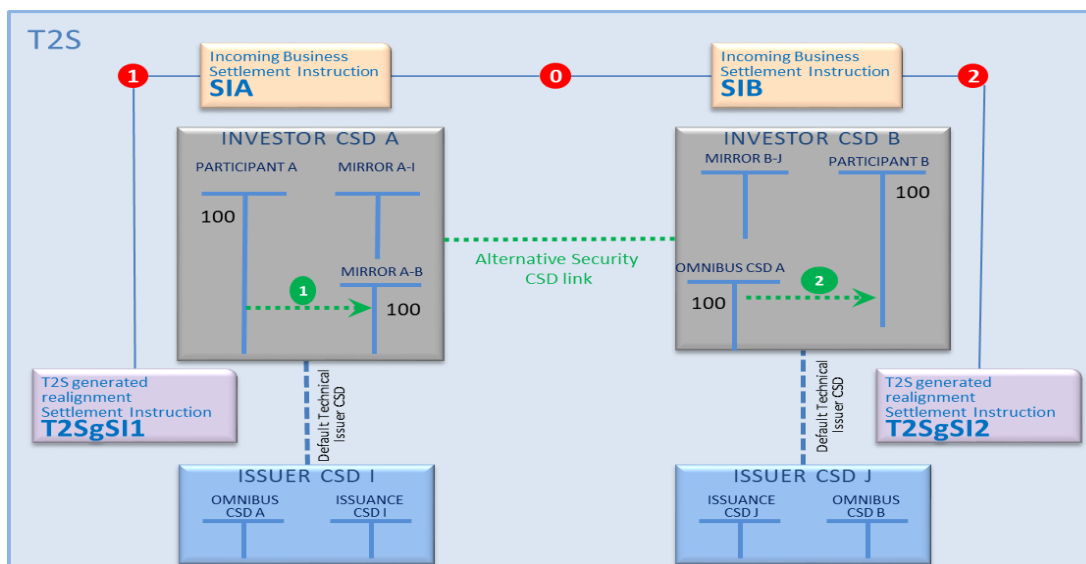 T2S
1
Incoming Business
Settlement Instruction
SIA
0
Incoming Business
Settlement Instruction
SIB
2
INVESTOR CSD A
PARTICIPANT A
MIRROR A-I
100
MIRROR A-B
1
100
Alternative Security
CSD link
INVESTOR CSD B
MIRROR B-J
PARTICIPANT B
100
OMNIBUS CSD A
2
100
T2S generated
realignment
Settlement Instruction
T2SgSI1
Default Technical
Issuer CSD
Default Technical
Issuer CSD
T2S generated
realignment
Settlement Instruction
T2SgSI2
ISSUER CSD I
OMNIBUS
CSD A
ISSUANCE
CSD I
ISSUER CSD J
ISSUANCE
CSD J
OMNIBUS
CSD B